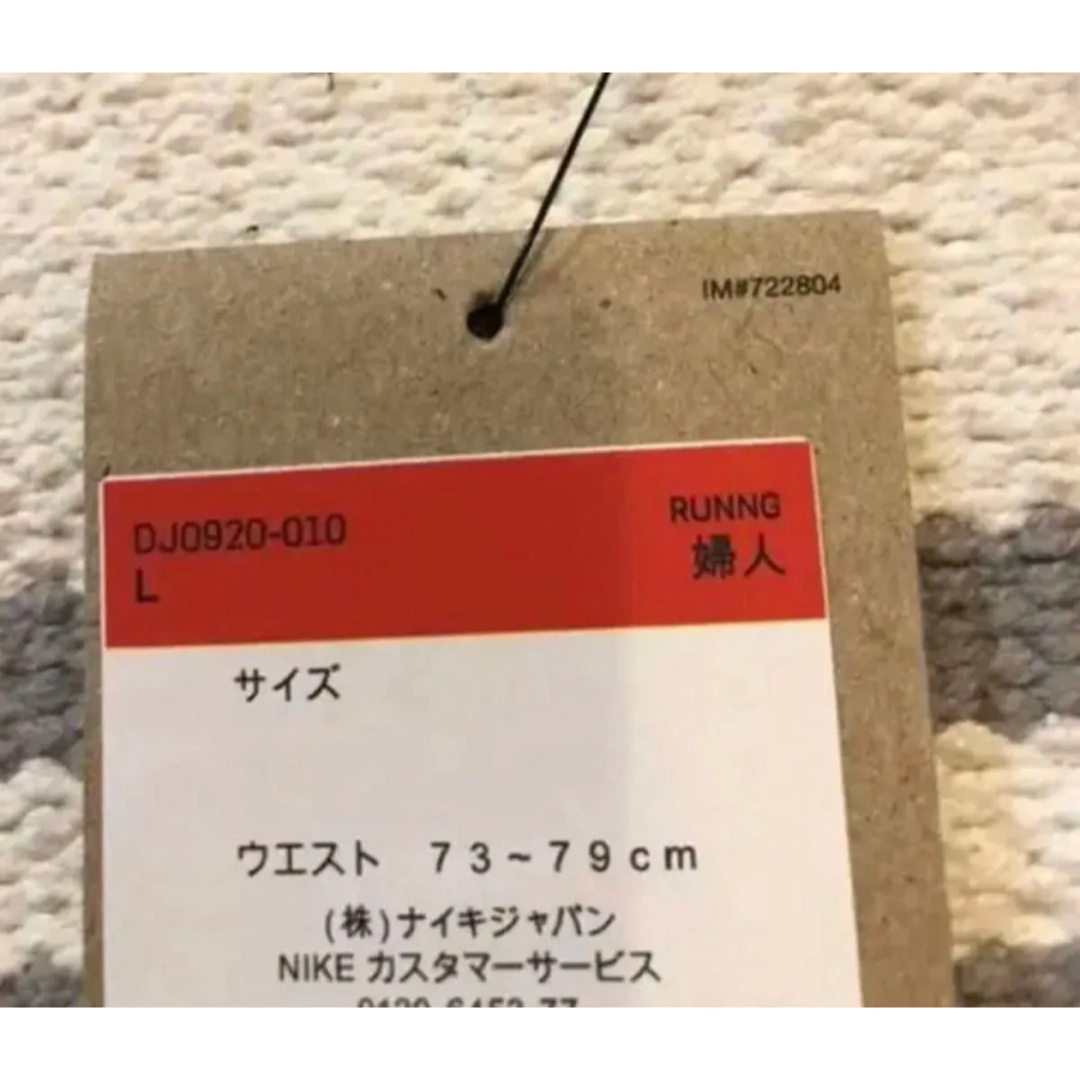 IM#722804
DJ0920-010
RUNNG
L
婦人
サイズ
ウエスト 73~79cm
(株)ナイキジャパン
NIKE カスタマーサービス